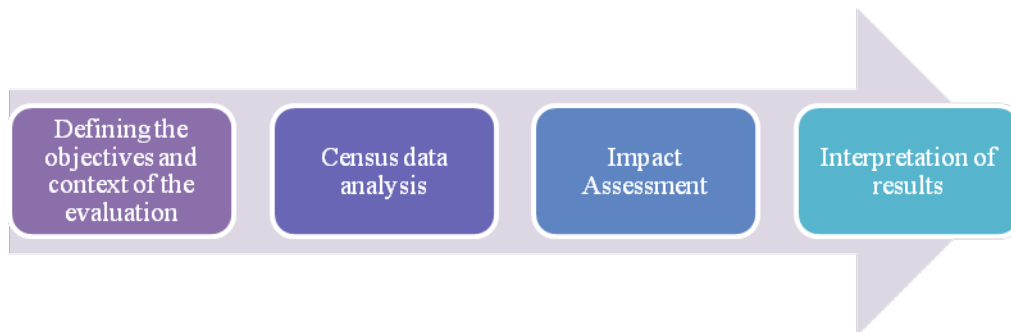 Defining the
objectives and
context of the
evaluation
Census data
analysis
Impact
Assessment
Interpretation of
results